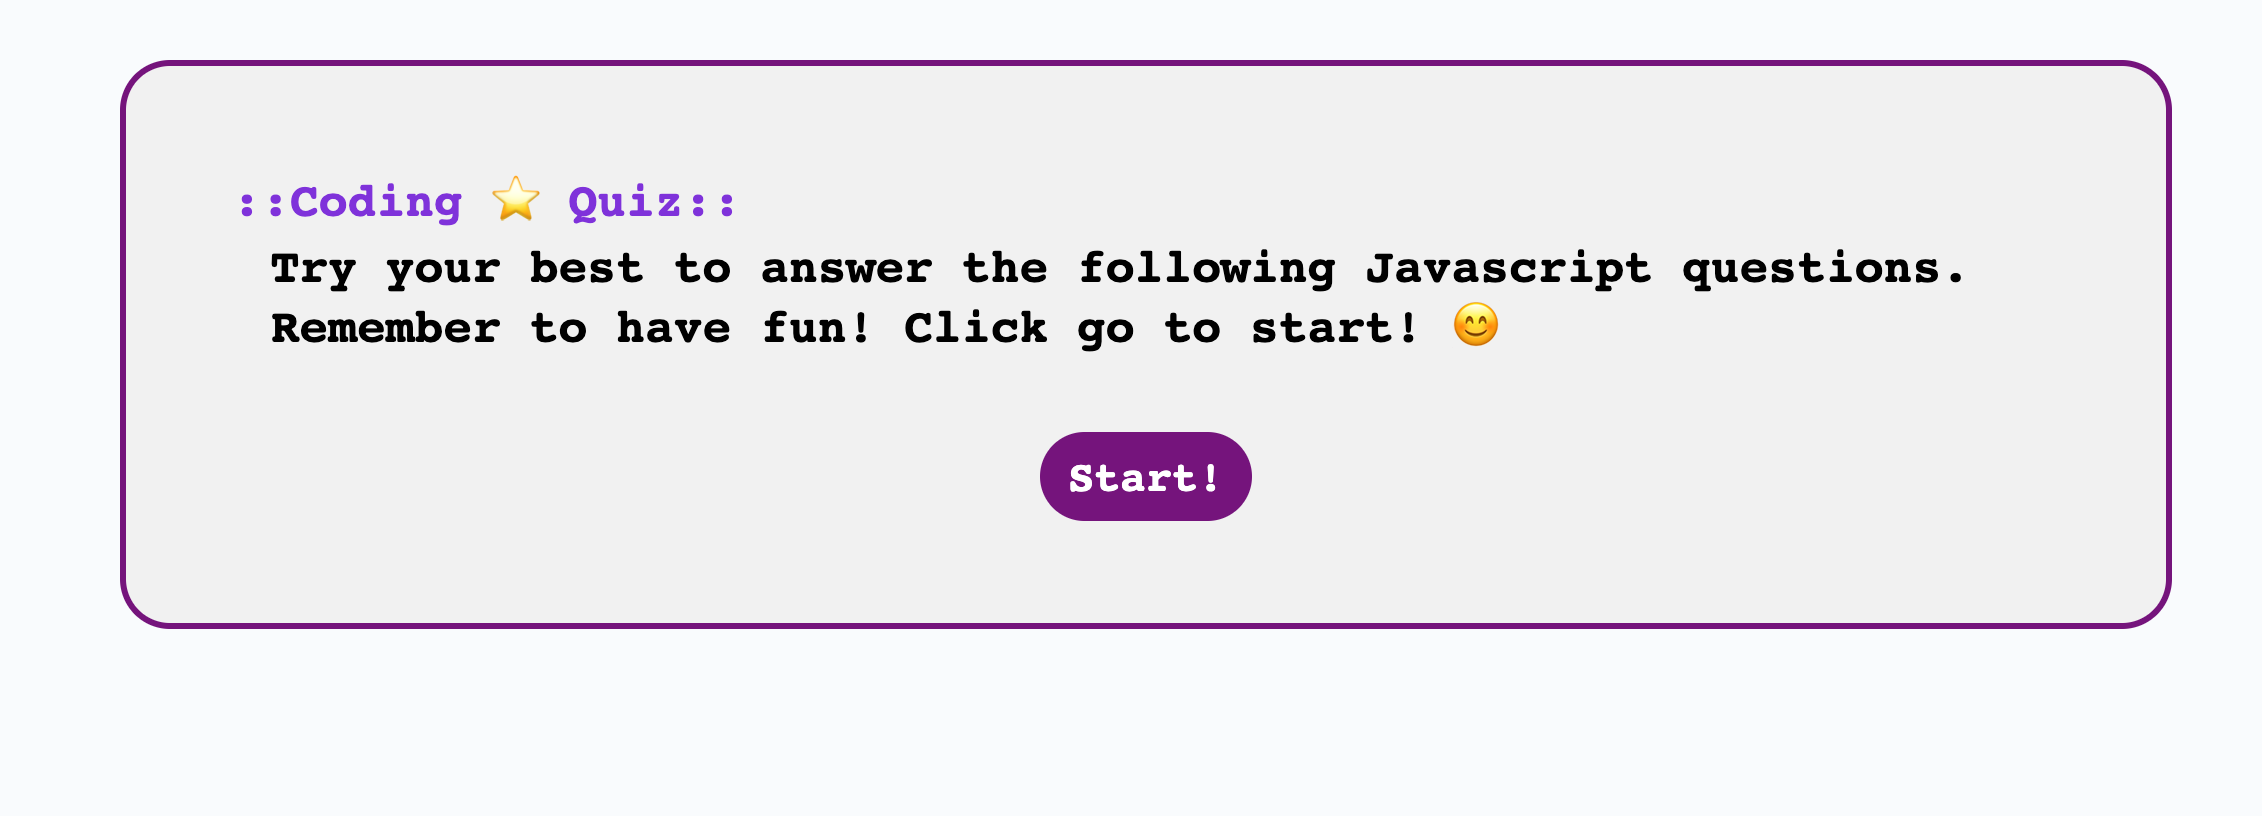 ::Coding ⭐ Quiz::
Try your best to answer the following Javascript questions.
Remember to have fun! Click go to start! 😊
Start!